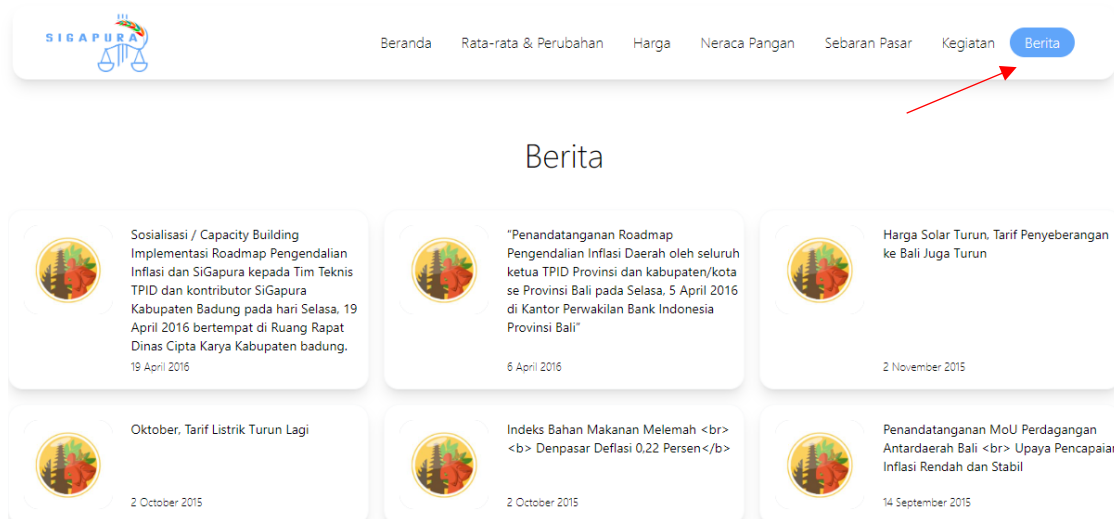 SIGAPURA
Beranda
Rata-rata & Perubahan
Harga
Neraca Pangan
Sebaran Pasar
Kegiatan
Berita
Berita
Sosialisasi / Capacity Building
Implementasi Roadmap Pengendalian
Inflasi dan SiGapura kepada Tim Teknis
TPID dan kontributor SiGapura
Kabupaten Badung pada hari Selasa, 19
April 2016 bertempat di Ruang Rapat
Dinas Cipta Karya Kabupaten badung.
19 April 2016
"Penandatanganan Roadmap
Pengendalian Inflasi Daerah oleh seluruh
ketua TPID Provinsi dan kabupaten/kota
se Provinsi Bali pada Selasa, 5 April 2016
di Kantor Perwakilan Bank Indonesia
Provinsi Bali"
6 April 2016
Harga Solar Turun, Tarif Penyeberangan
ke Bali Juga Turun
2 November 2015
Oktober, Tarif Listrik Turun Lagi
2 October 2015
Indeks Bahan Makanan Melemah <br>
<b> Denpasar Deflasi 0,22 Persen</b>
2 October 2015
Penandatanganan MoU Perdagangan
Antardaerah Bali <br> Upaya Pencapaian
Inflasi Rendah dan Stabil
14 September 2015